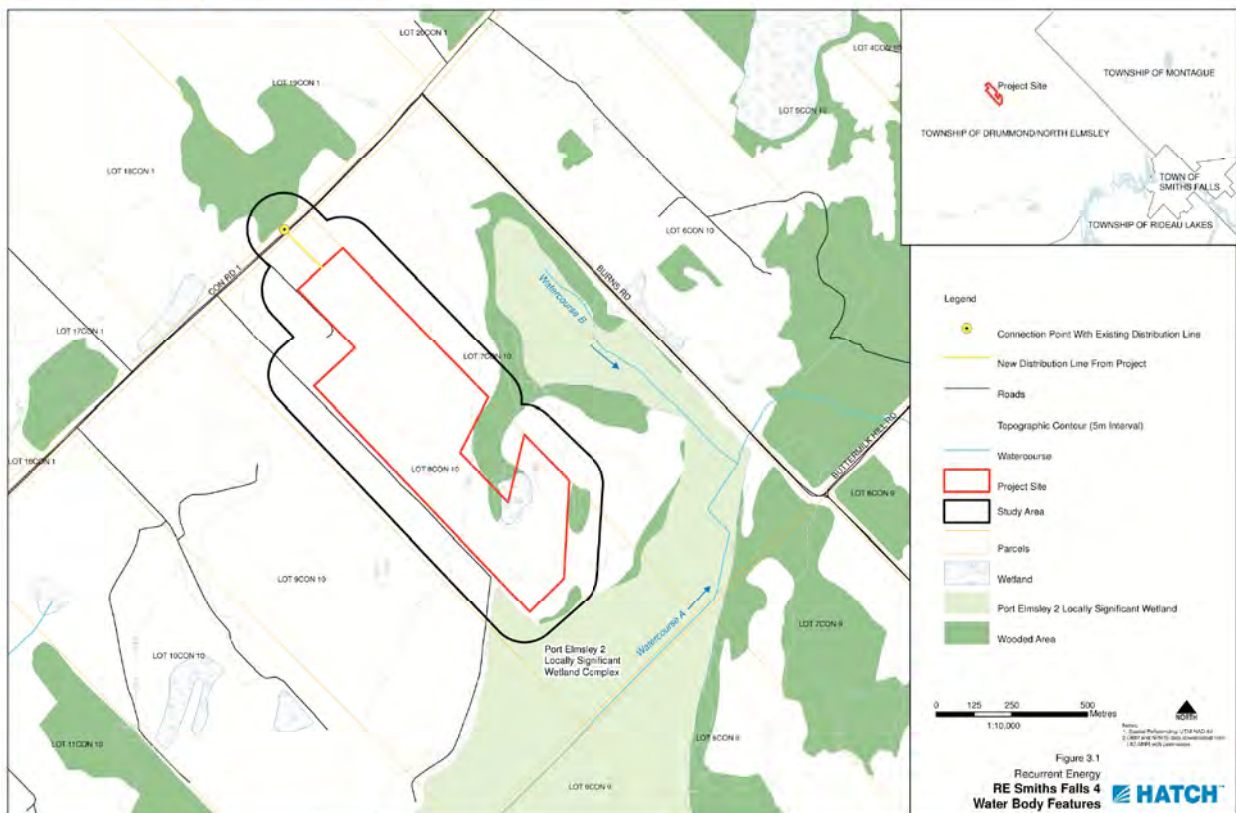 LOT 20CON 1
LOT 19CON 1
LOT 4CON 10
LOT 5CON 10
LOT 18CON 1
LOT 6CON 10
CON RD 1
BURNS RD
Watercourse B
LOT 17CON 1
LOT 7CON 10
LOT 16CON 1
LOT 8CON 10
BUTTERMILK HILL RD
LOT 6CON 9
LOT 9CON 10
Watercourse A
LOT 7CON 9
LOT 10CON 10
Port Elmsley 2
Locally Significant
Wetland Complex
LOT 11CON 10
LOT 8CON 9
LOT 9CON 9
TOWNSHIP OF MONTAGUE
Project Site
TOWNSHIP OF DRUMMOND/NORTH ELMSLEY
TOWN OF
SMITHS FALLS
TOWNSHIP OF RIDEAU LAKES
Legend
Connection Point With Existing Distribution Line
New Distribution Line From Project
Roads
Topographic Contour (5m Interval)
Watercourse
Project Site
Study Area
Parcels
Wetland
Port Elmsley 2 Locally Significant Wetland
Wooded Area
0 125 250 500
Metres
1:10,000
NORTH
Notes:
Figure 3.1
Recurrent Energy
RE Smiths Falls 4
Water Body Features
HATCH